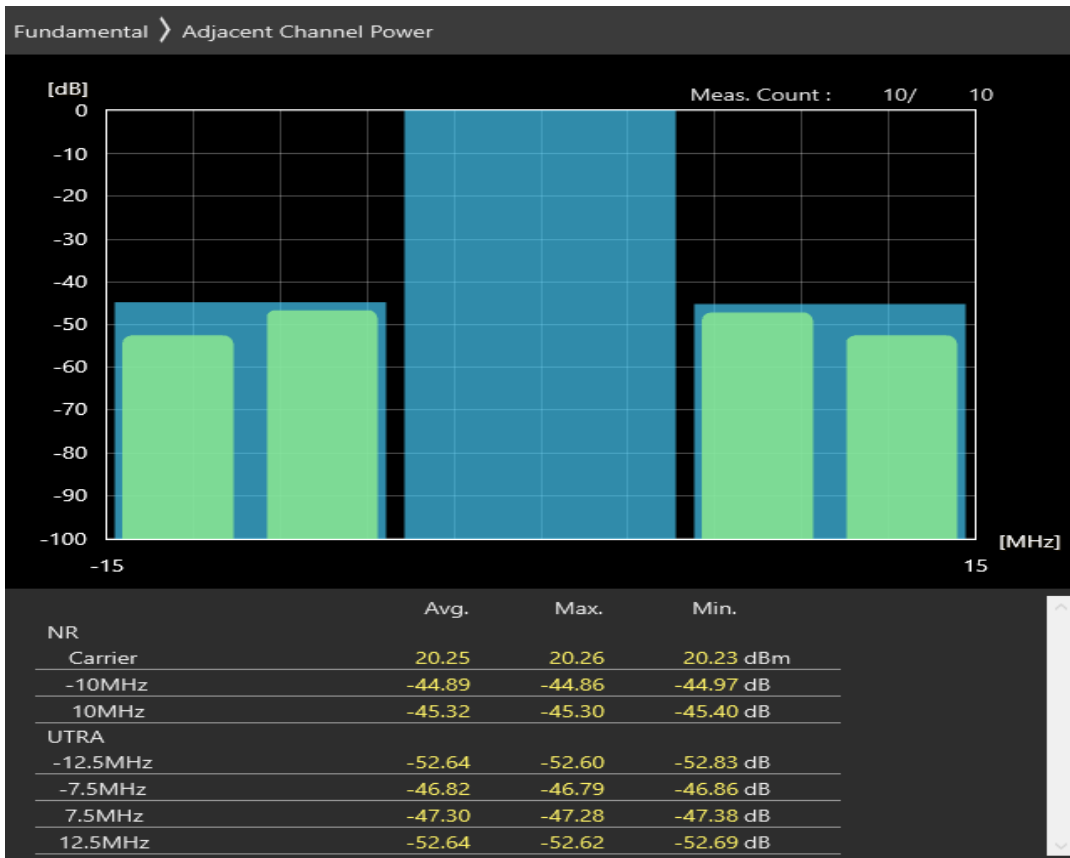 Fundamental 〉 Adjacent Channel Power
[dB]
Meas. Count : 10/ 10
0
-10
-20
-30
-40
-50
-60
-70
-80
-90
-100
[MHz]
-15 15
Avg. Max. Min.
NR
Carrier 20.25 20.26 20.23 dBm
-10MHz -44.89 -44.86 -44.97 dB
10MHz -45.32 -45.30 -45.40 dB
UTRA
-12.5MHz -52.64 -52.60 -52.83 dB
-7.5MHz -46.82 -46.79 -46.86 dB
7.5MHz -47.30 -47.28 -47.38 dB
12.5MHz -52.64 -52.62 -52.69 dB